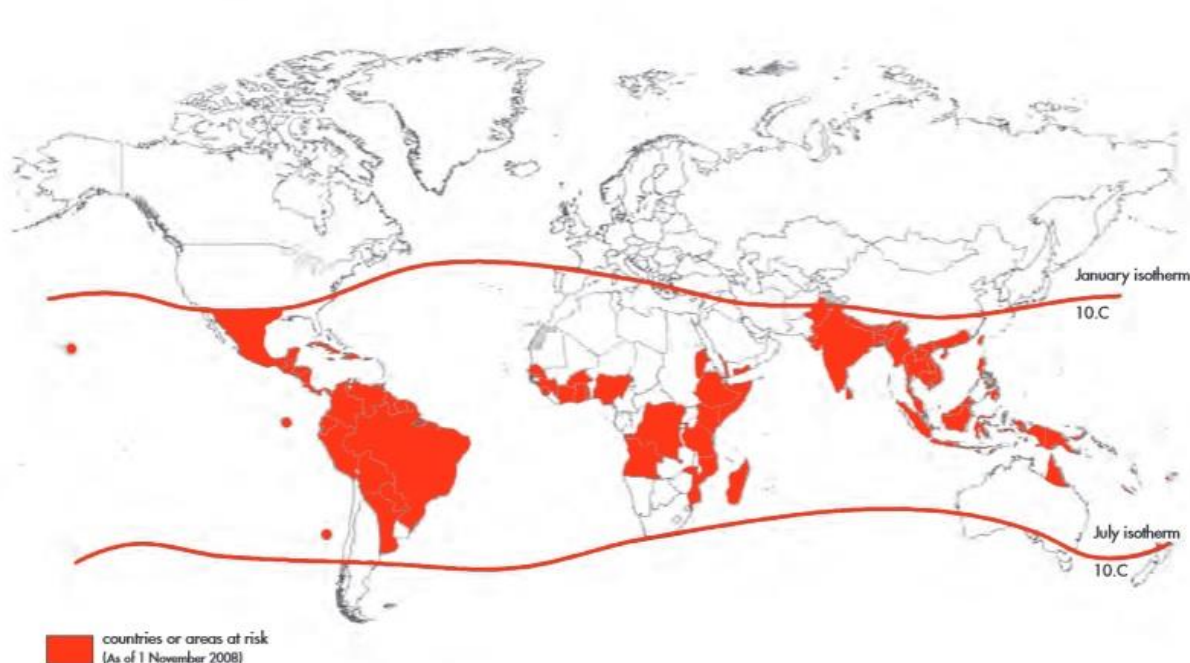 January isotherm
10.C
July isotherm
10.C
countries or areas at risk
(As of 1 November 2008)